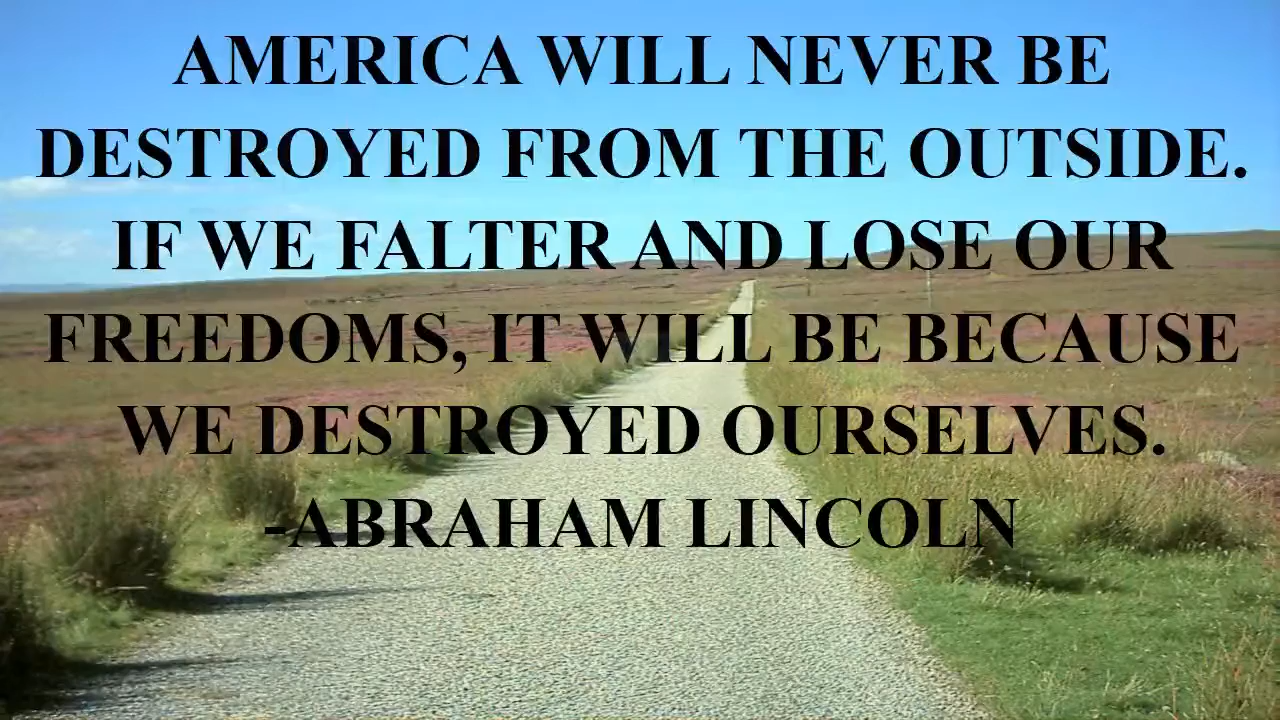 AMERICA WILL NEVER BE
DESTROYED FROM THE OUTSIDE.
IF WE FALTER AND LOSE OUR
FREEDOMS, IT WILL BE BECAUSE
WE DESTROYED OURSELVES.
-ABRAHAM LINCOLN